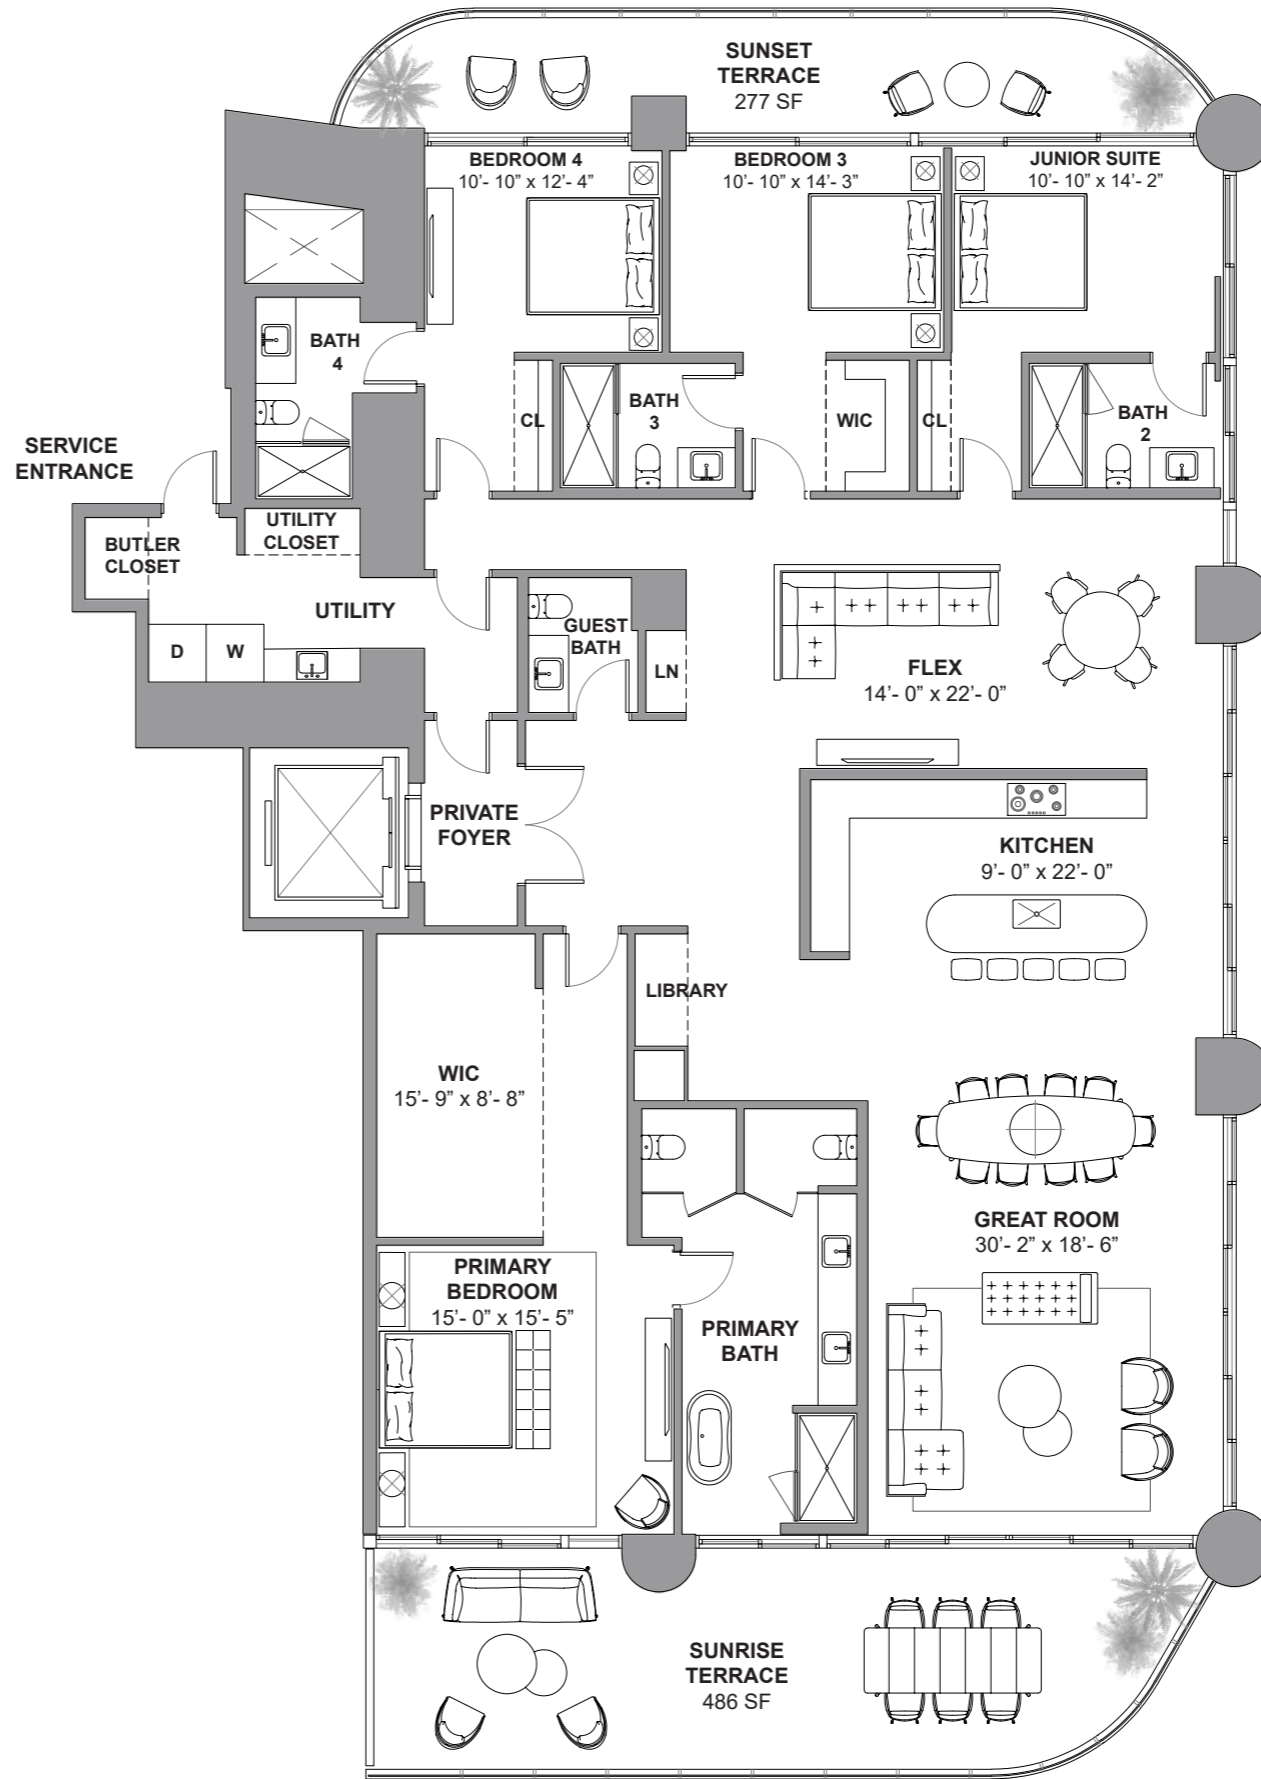 SUNSET
TERRACE
277 SF
BEDROOM 4
10'- 10" x 12'- 4"
BEDROOM 3
10'- 10" x 14'- 3"
JUNIOR SUITE
10'- 10" x 14'- 2"
BATH
4
CL
BATH
3
WIC
CL
BATH
2
SERVICE
ENTRANCE
BUTLER
CLOSET
UTILITY
CLOSET
UTILITY
D
W
GUEST
BATH
LN
FLEX
14'- 0" x 22'- 0"
PRIVATE
FOYER
KITCHEN
9'- 0" x 22'- 0"
LIBRARY
WIC
15'- 9" x 8'- 8"
GREAT ROOM
30'- 2" x 18'- 6"
PRIMARY
BEDROOM
15'- 0" x 15'- 5"
PRIMARY
BATH
SUNRISE
TERRACE
486 SF